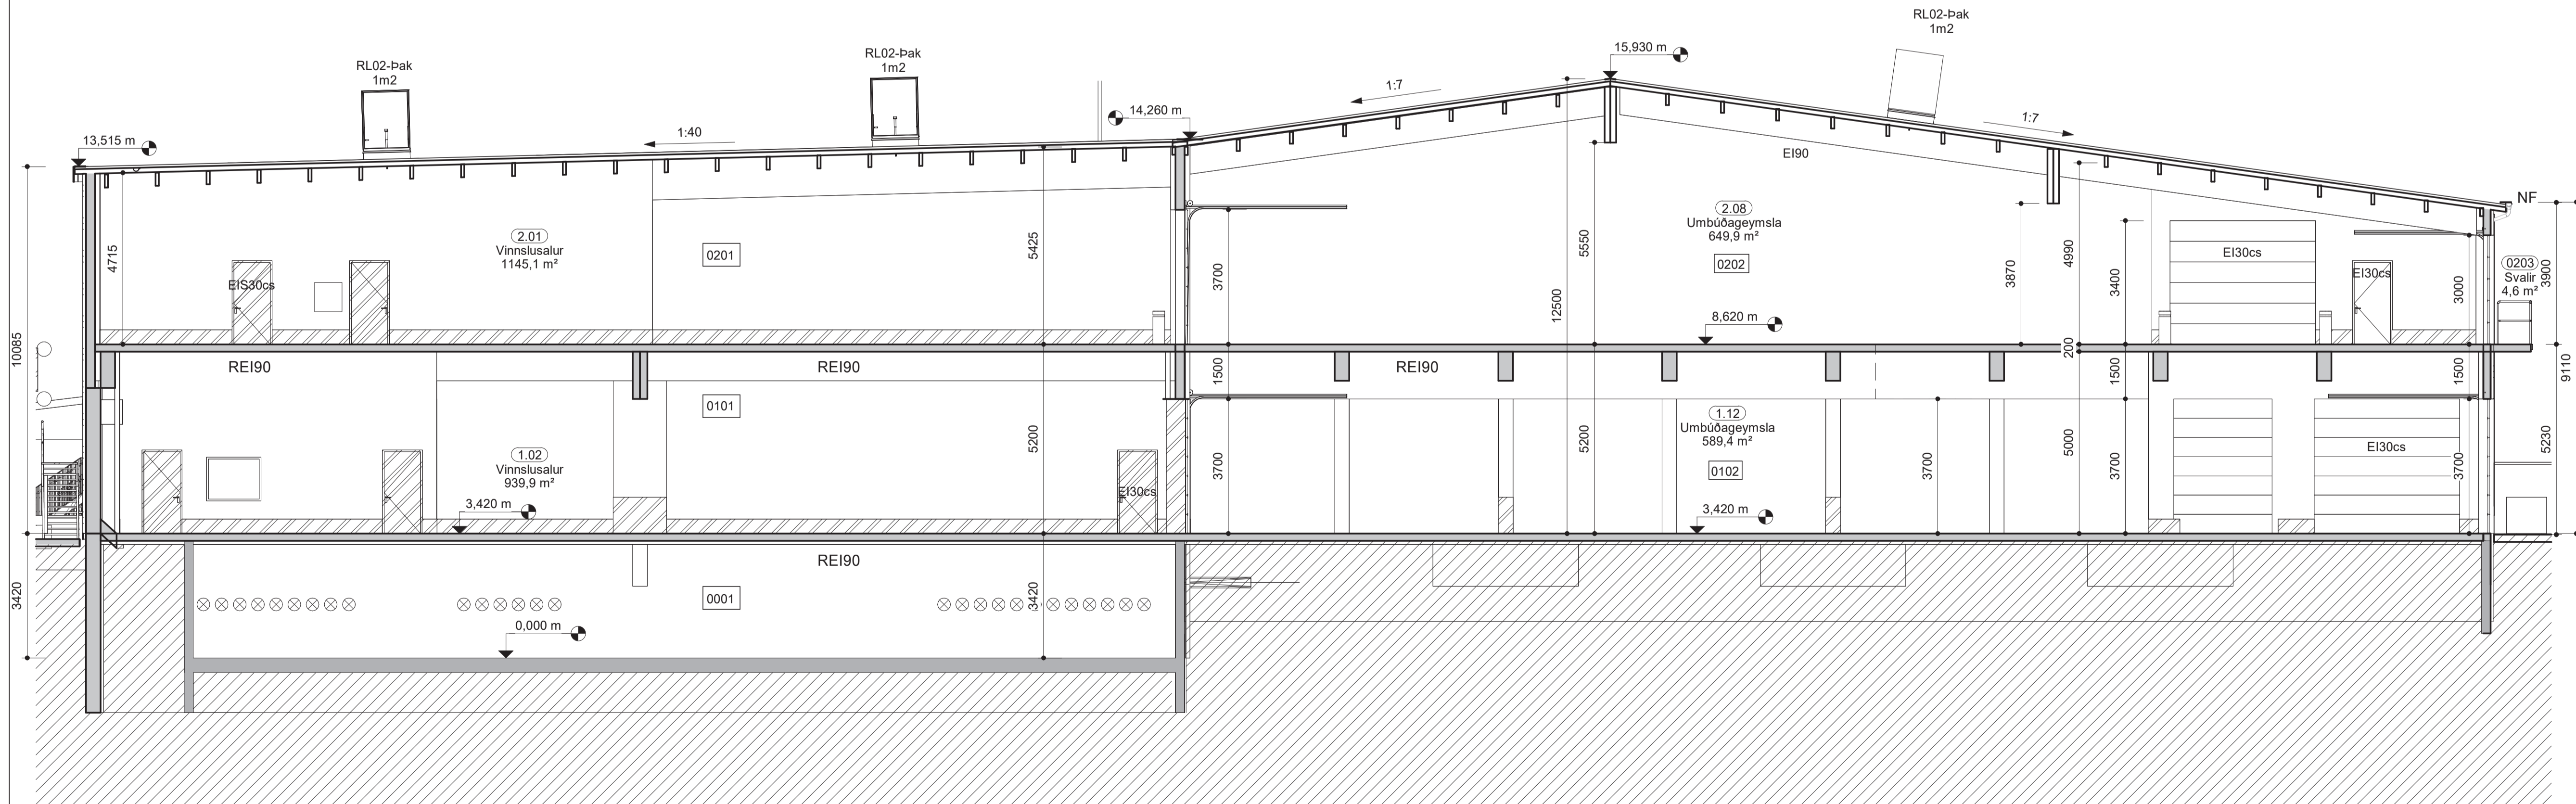 RL02-Þak
1m2
RL02-Þak
1m2
RL02-Þak
1m2
15,930 m
14,260 m
13,515 m
1:40
1:7
1:7
EI90
NF
2.01
Vinnslusalur
1145,1 m²
0201
EIS30cs
4715
5425
3700
2.08
Umbúðageymsla
649,9 m²
0202
8,620 m
12500
5550
3870
4990
3400
EI30cs
EI30cs
3000
0203
Svalir
4,6 m²
3900
10085
REI90
REI90
REI90
1500
200
1500
1500
9110
0101
1.02
Vinnslusalur
939,9 m²
3,420 m
5200
EI30cs
3700
5200
1.12
Umbúðageymsla
589,4 m²
0102
3,420 m
3700
5000
3700
EI30cs
3700
5230
REI90
0001
3420
3420
0,000 m